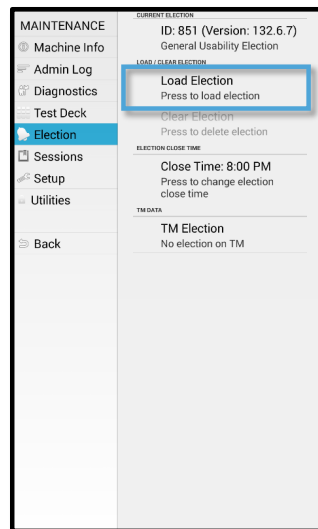 MAINTENANCE
Machine Info
Admin Log
Diagnostics
Test Deck
Election
Sessions
Setup
Utilities
Back
CURRENT ELECTION
ID: 851 (Version: 132.6.7)
General Usability Election
LOAD / CLEAR ELECTION
Load Election
Press to load election
Clear Election
Press to delete election
ELECTION CLOSE TIME
Close Time: 8:00 PM
Press to change election
close time
TM DATA
TM Election
No election on TM